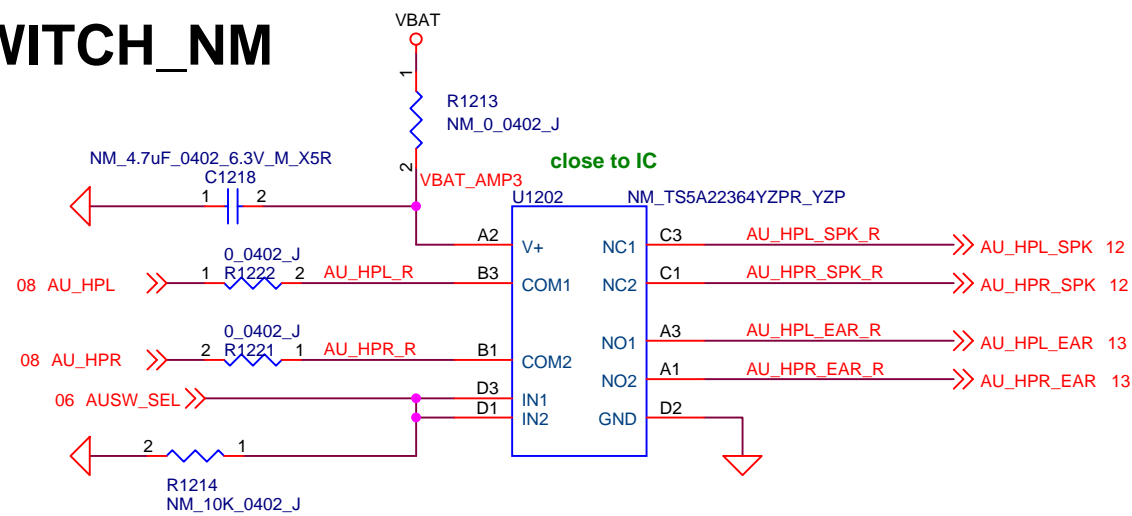 VBAT
WITCH_NM
1
R1213
NM_0_0402_J
2
NM_4.7uF_0402_6.3V_M_X5R
C1218
1 2
VBAT_AMP3
close to IC
U1202 NM_TS5A22364YZPR_YZP
A2 V+ NC1 C3 AU_HPL_SPK_R AU_HPL_SPK 12
0_0402_J
08 AU_HPL 1 R1222 2 AU_HPL_R B3 COM1 NC2 C1 AU_HPR_SPK_R AU_HPR_SPK 12
0_0402_J
NO1 A3 AU_HPL_EAR_R AU_HPL_EAR 13
08 AU_HPR 2 R1221 1 AU_HPR_R B1 COM2
NO2 A1 AU_HPR_EAR_R AU_HPR_EAR 13
06 AUSW_SEL D3 IN1
D1 IN2 GND D2
2 1
R1214
NM_10K_0402_J